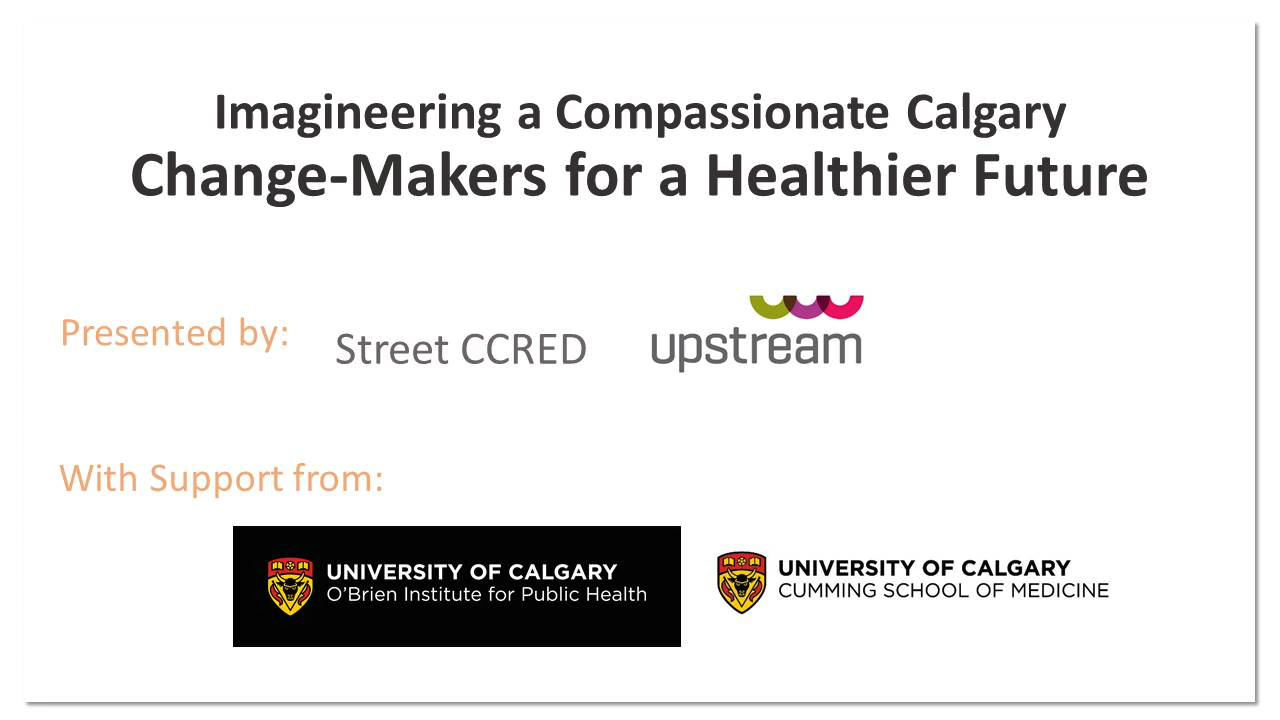 Imagineering a Compassionate Calgary
Change-Makers for a Healthier Future
Presented by:
Street CCRED
upstream
With Support from:
UNIVERSITY OF CALGARY
O'Brien Institute for Public Health
UNIVERSITY OF CALGARY
CUMMING SCHOOL OF MEDICINE